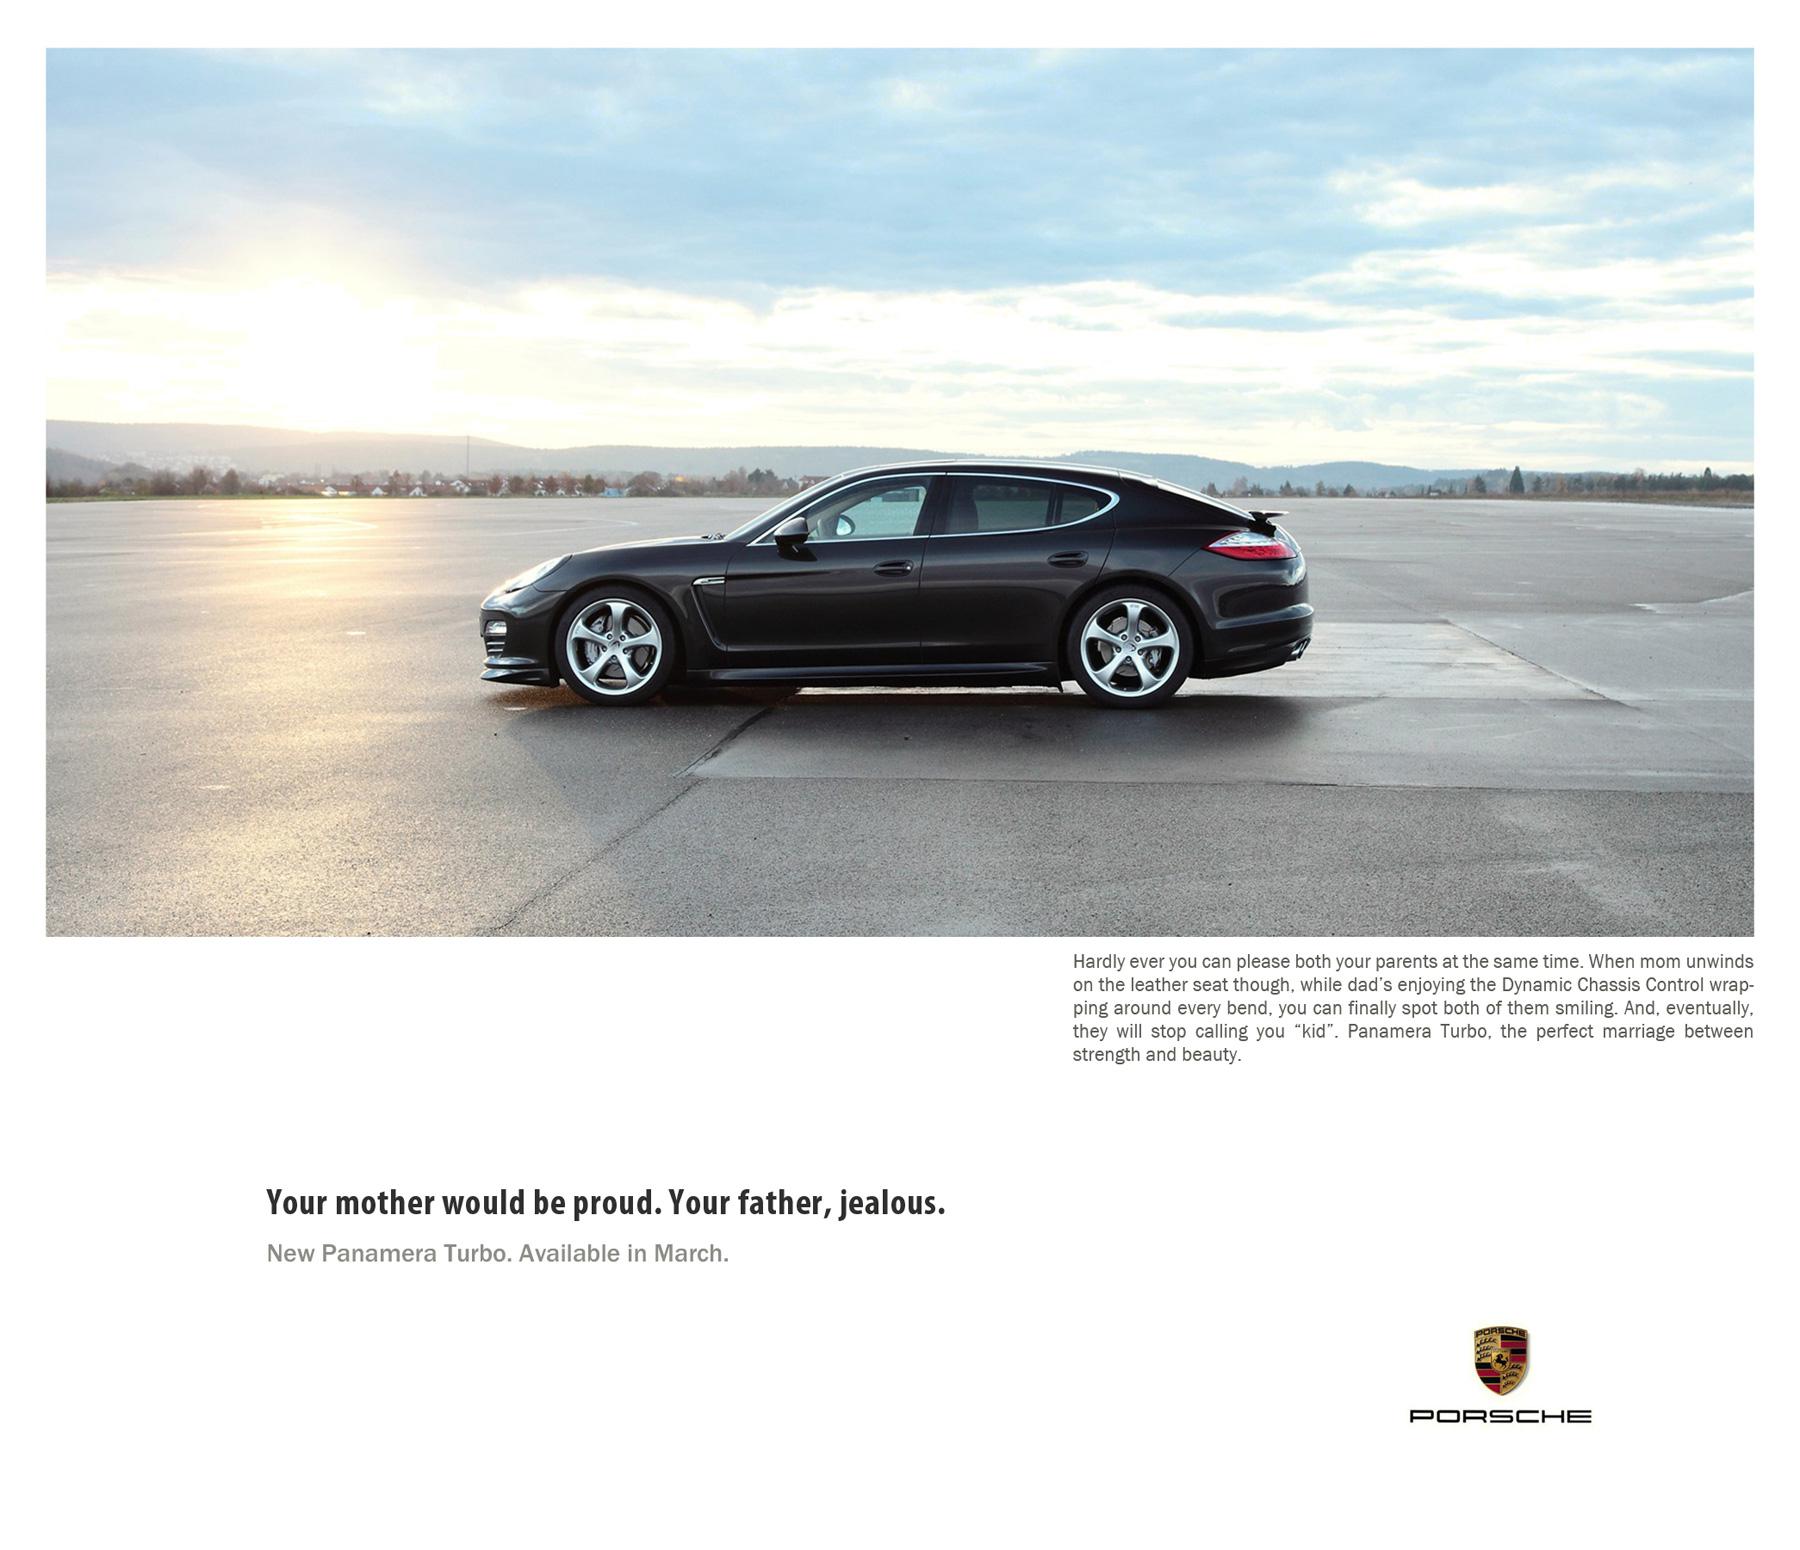 Hardly ever you can please both your parents at the same time. When mom unwinds
on the leather seat though, while dad’s enjoying the Dynamic Chassis Control wrap-
ping around every bend, you can finally spot both of them smiling. And, eventually,
they will stop calling you “kid”. Panamera Turbo, the perfect marriage between
strength and beauty.
Your mother would be proud. Your father, jealous.
New Panamera Turbo. Available in March.
PORSCHE
PORSCHE